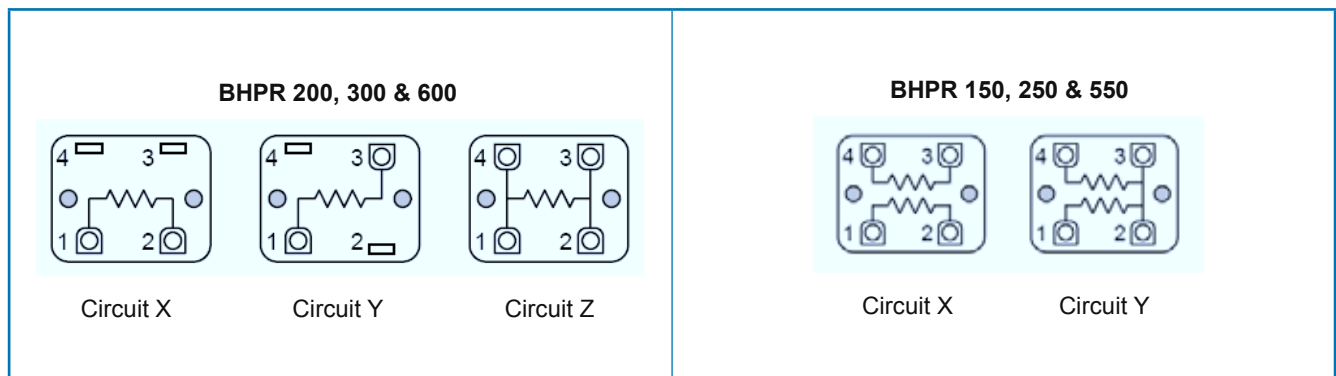 BHPR 200, 300 & 600
4 3 4 3 4 3
1 2 1 2 1 2
Circuit X Circuit Y Circuit Z
BHPR 150, 250 & 550
4 3 4 3
1 2 1 2
Circuit X Circuit Y